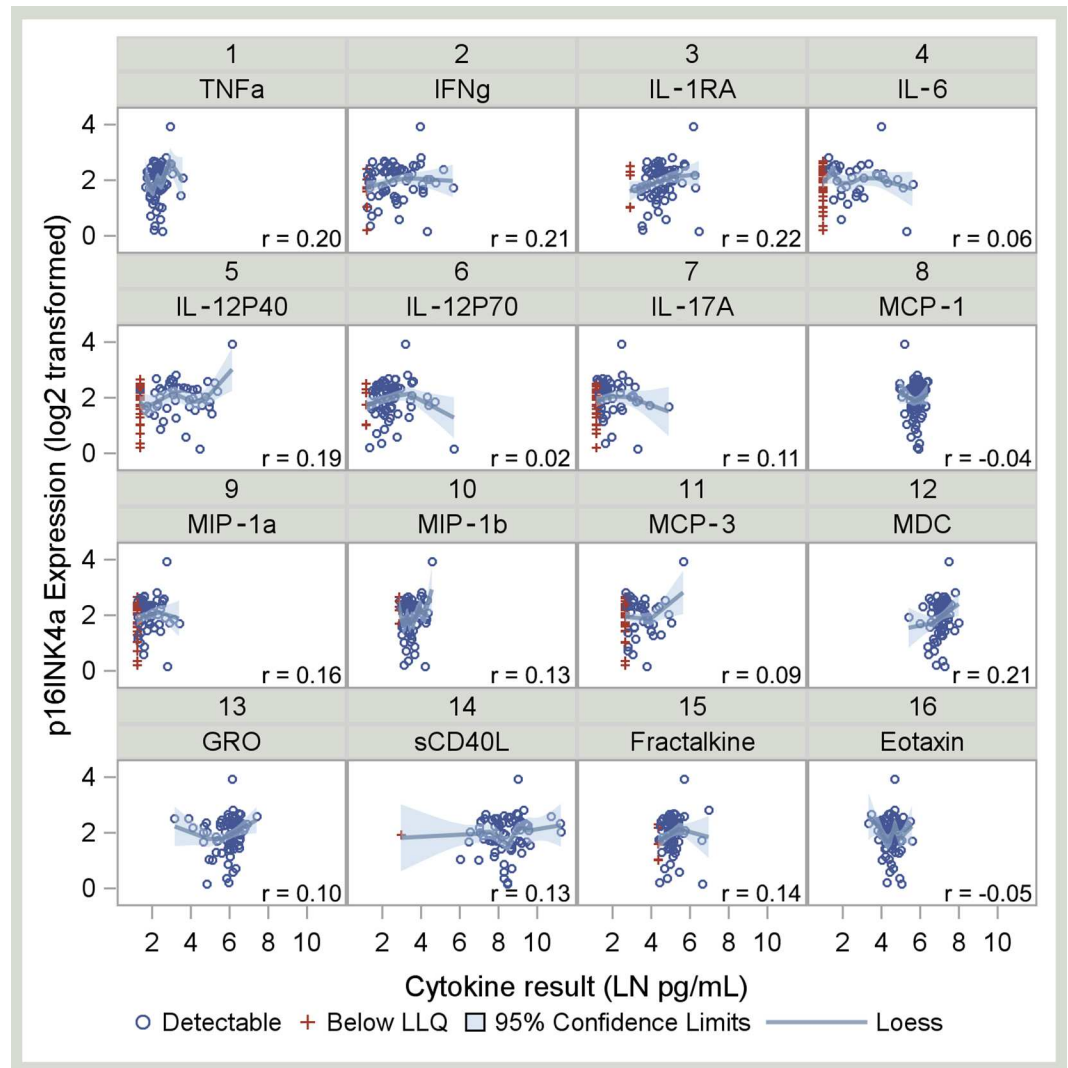 1 2 3 4
TNFa IFNg IL-1RA IL-6
4
2
0
r = 0.20 r = 0.21 r = 0.22 r = 0.06
5 6 7 8
IL-12P40 IL-12P70 IL-17A MCP-1
4
2
0
r = 0.19 r = 0.02 r = 0.11 r = -0.04
9 10 11 12
MIP-1a MIP-1b MCP-3 MDC
4
2
0
r = 0.16 r = 0.13 r = 0.09 r = 0.21
13 14 15 16
GRO sCD40L Fractalkine Eotaxin
4
2
0
r = 0.10 r = 0.13 r = 0.14 r = -0.05
2 4 6 8 10 2 4 6 8 10 2 4 6 8 10 2 4 6 8 10
p16INK4a Expression (log2 transformed)
Cytokine result (LN pg/mL)
Detectable Below LLQ 95% Confidence Limits Loess